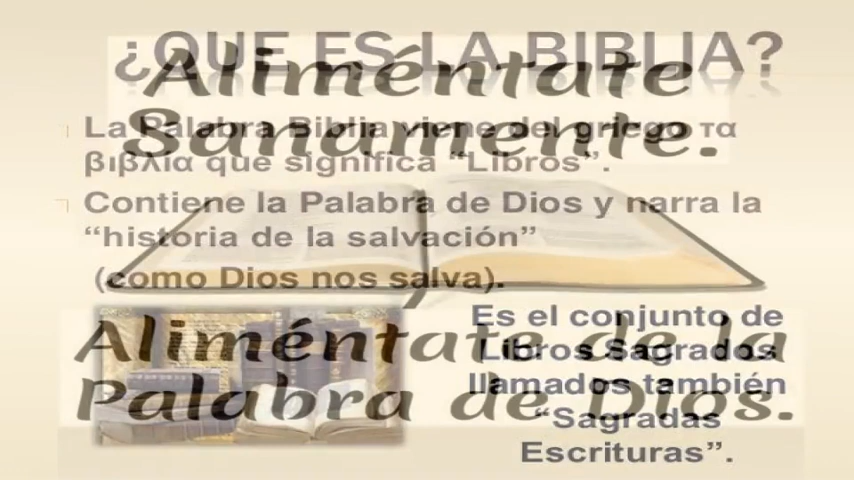 ¿QUE ES LA BIBLIA?
Aliméntate
Sanamente.
La Palabra Biblia viene del griego τα
βιβλία que significa “Libros”.
Contiene la Palabra de Dios y narra la
“historia de la salvación”
(como Dios nos salva).
Es el conjunto de
Libros Sagrados
llamados también
“Sagradas
Escrituras”.
Aliméntate de la
Palabra de Dios.